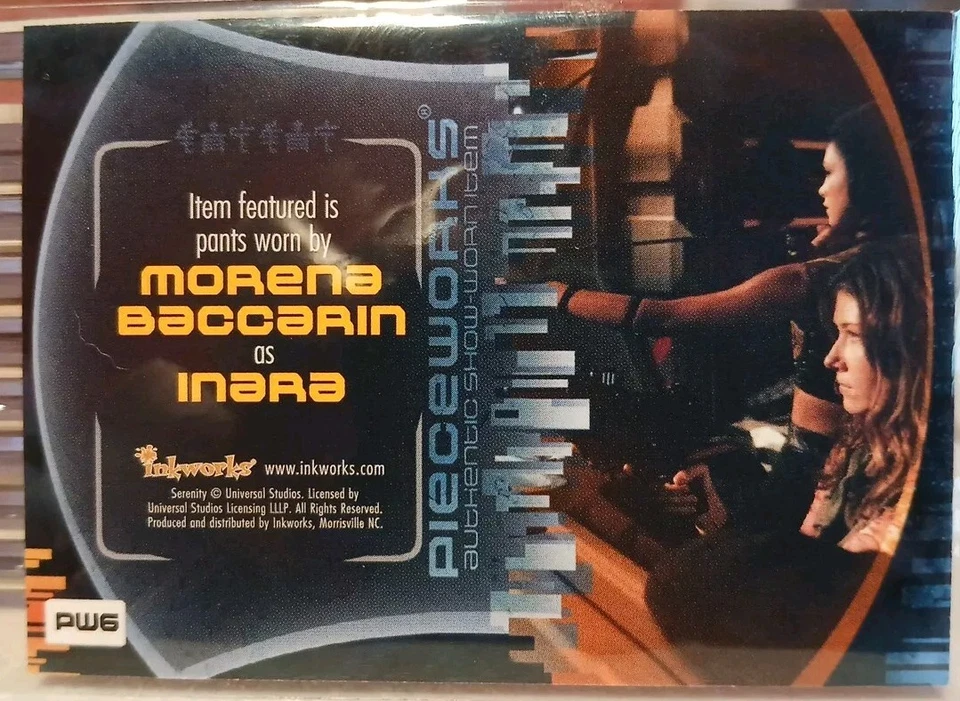 Item featured is
pants worn by
MORENA
BACCARIN
as
INARA
inkworks® www.inkworks.com
Serenity © Universal Studios. Licensed by
Universal Studios Licensing LLLP. All Rights Reserved.
Produced and distributed by Inkworks, Morrisville NC.
PW6
PIECEWORKS®
AUTHENTIC SHOW-WORN ITEM